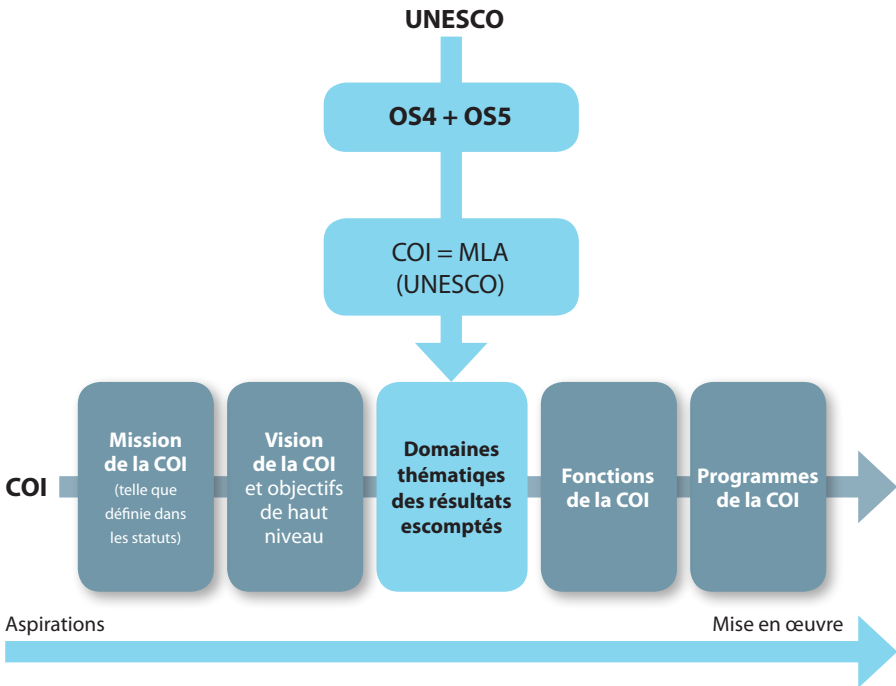 UNESCO
OS4 + OS5
COI = MLA
(UNESCO)
COI
Mission
de la COI
(telle que
définie dans
les statuts)
Vision
de la COI
et objectifs
de haut
niveau
Domaines
thématiqes
des résultats
escomptés
Fonctions
de la COI
Programmes
de la COI
Aspirations
Mise en œuvre